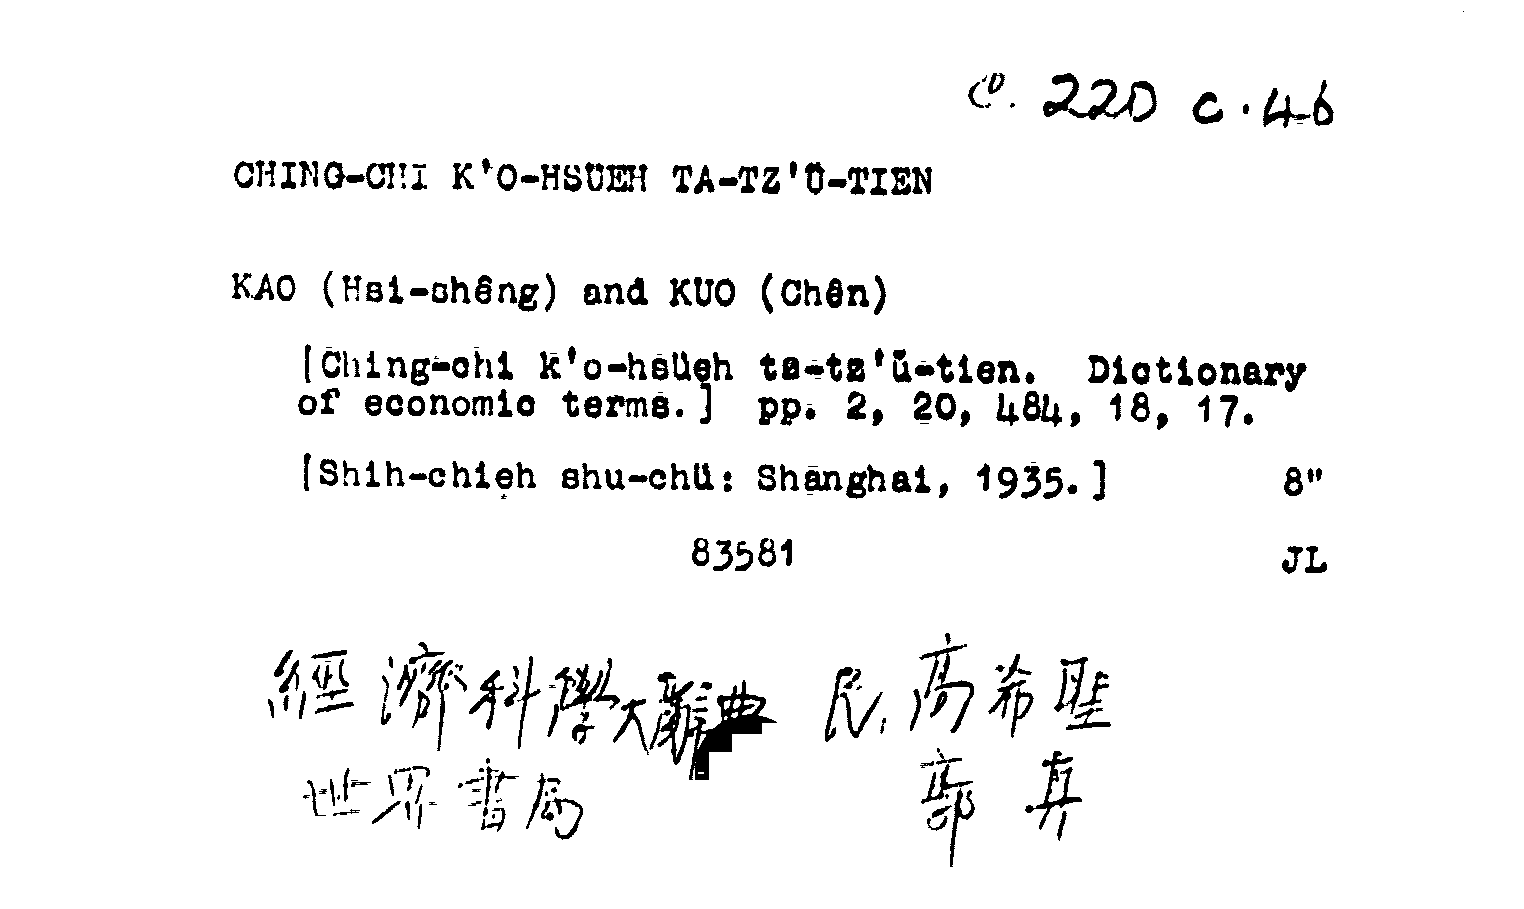 220 c.46
CHING-CHI K'O-HSÜEH TA-TZ'Ŭ-TIEN
KAO (Hsi-shêng) and KUO (Chên)
[Ching-chi k'o-hsüeh ta-tz'ŭ-tien. Dictionary
of economic terms.] pp. 2, 20, 484, 18, 17.
[Shih-chieh shu-chü: Shanghai, 1935.] 8"
83581 JL
經濟科學大辭典 民, 高希聖
世界書局 郭真